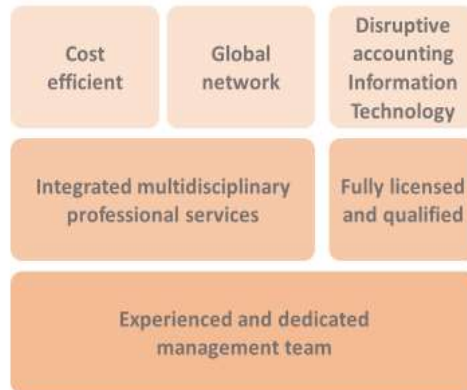 Cost
efficient
Global
network
Disruptive
accounting
Information
Technology
Integrated multidisciplinary
professional services
Fully licensed
and qualified
Experienced and dedicated
management team